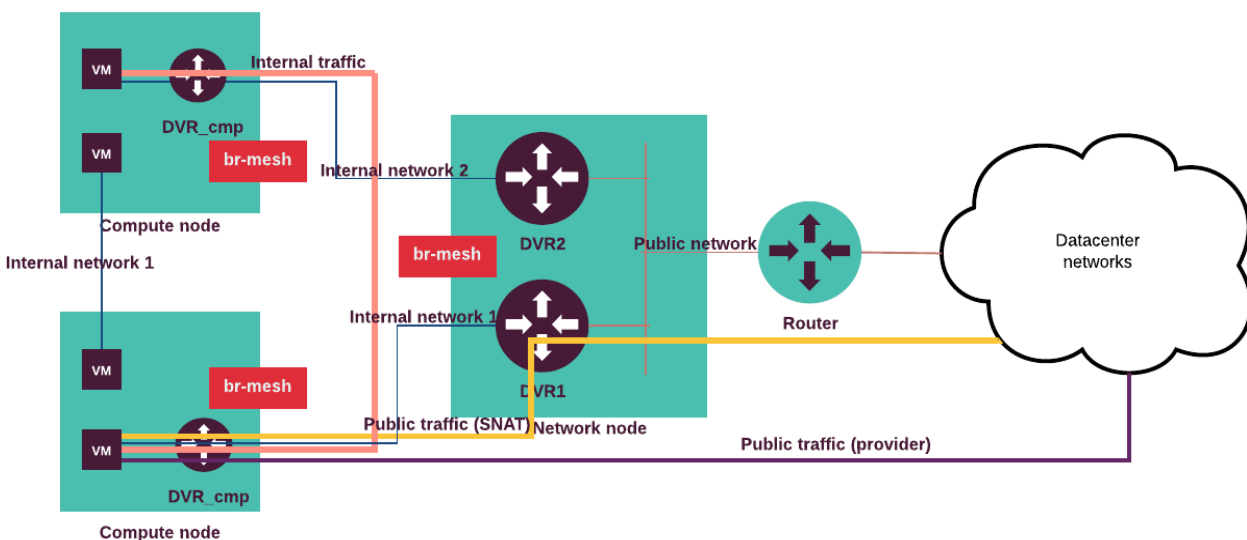 VM
Internal traffic
DVR_cmp
VM
br-mesh
Internal network 2
Compute node
Internal network 1
DVR2
br-mesh
Public network
Datacenter
networks
Internal network 1
Router
VM
br-mesh
DVR1
Public traffic (SNAT)
Network node
VM
Public traffic (provider)
DVR_cmp
Compute node